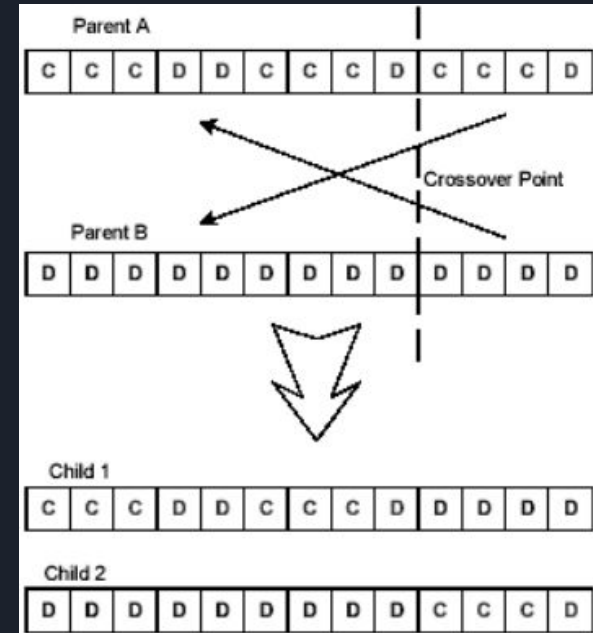 Parent A
C C C D D C C C D C C C D
Crossover Point
Parent B
D D D D D D D D D D D D D
Child 1
C C C D D C C C D D D D D
Child 2
D D D D D D D D D C C C D